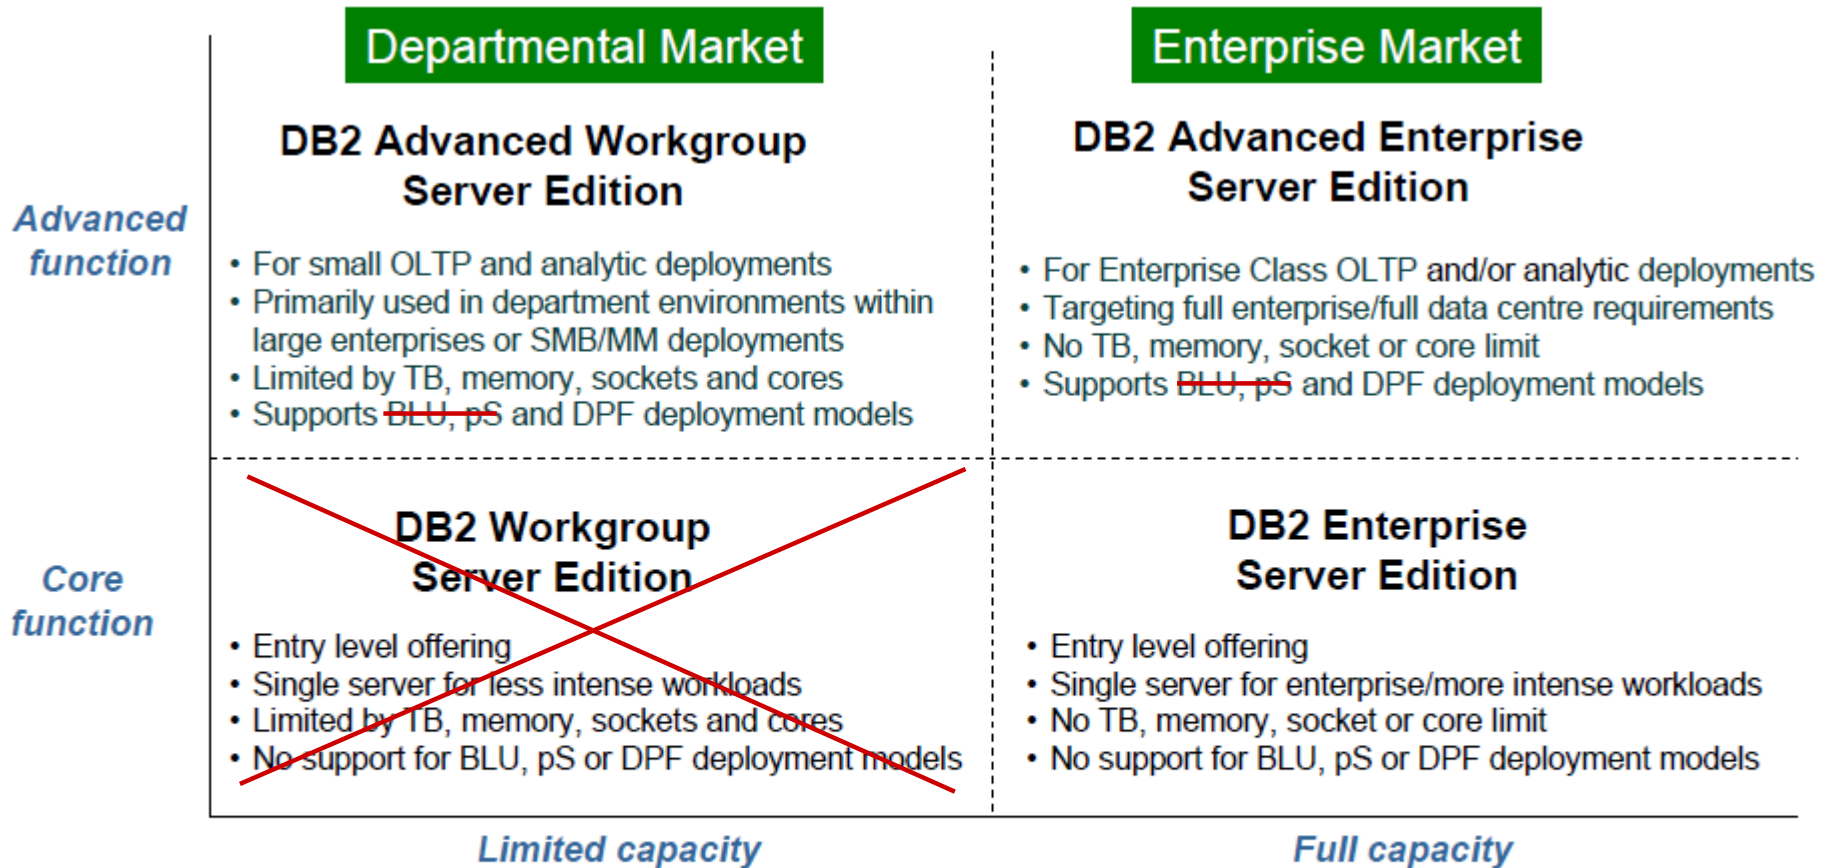 Departmental Market
Enterprise Market
DB2 Advanced Workgroup
Server Edition
DB2 Advanced Enterprise
Server Edition
Advanced
function
• For small OLTP and analytic deployments
• Primarily used in department environments within
large enterprises or SMB/MM deployments
• Limited by TB, memory, sockets and cores
• Supports BLU, pS and DPF deployment models
• For Enterprise Class OLTP and/or analytic deployments
• Targeting full enterprise/full data centre requirements
• No TB, memory, socket or core limit
• Supports BLU, pS and DPF deployment models
DB2 Workgroup
Server Edition
DB2 Enterprise
Server Edition
Core
function
• Entry level offering
• Single server for less intense workloads
• Limited by TB, memory, sockets and cores
• No support for BLU, pS or DPF deployment models
• Entry level offering
• Single server for enterprise/more intense workloads
• No TB, memory, socket or core limit
• No support for BLU, pS or DPF deployment models
Limited capacity
Full capacity